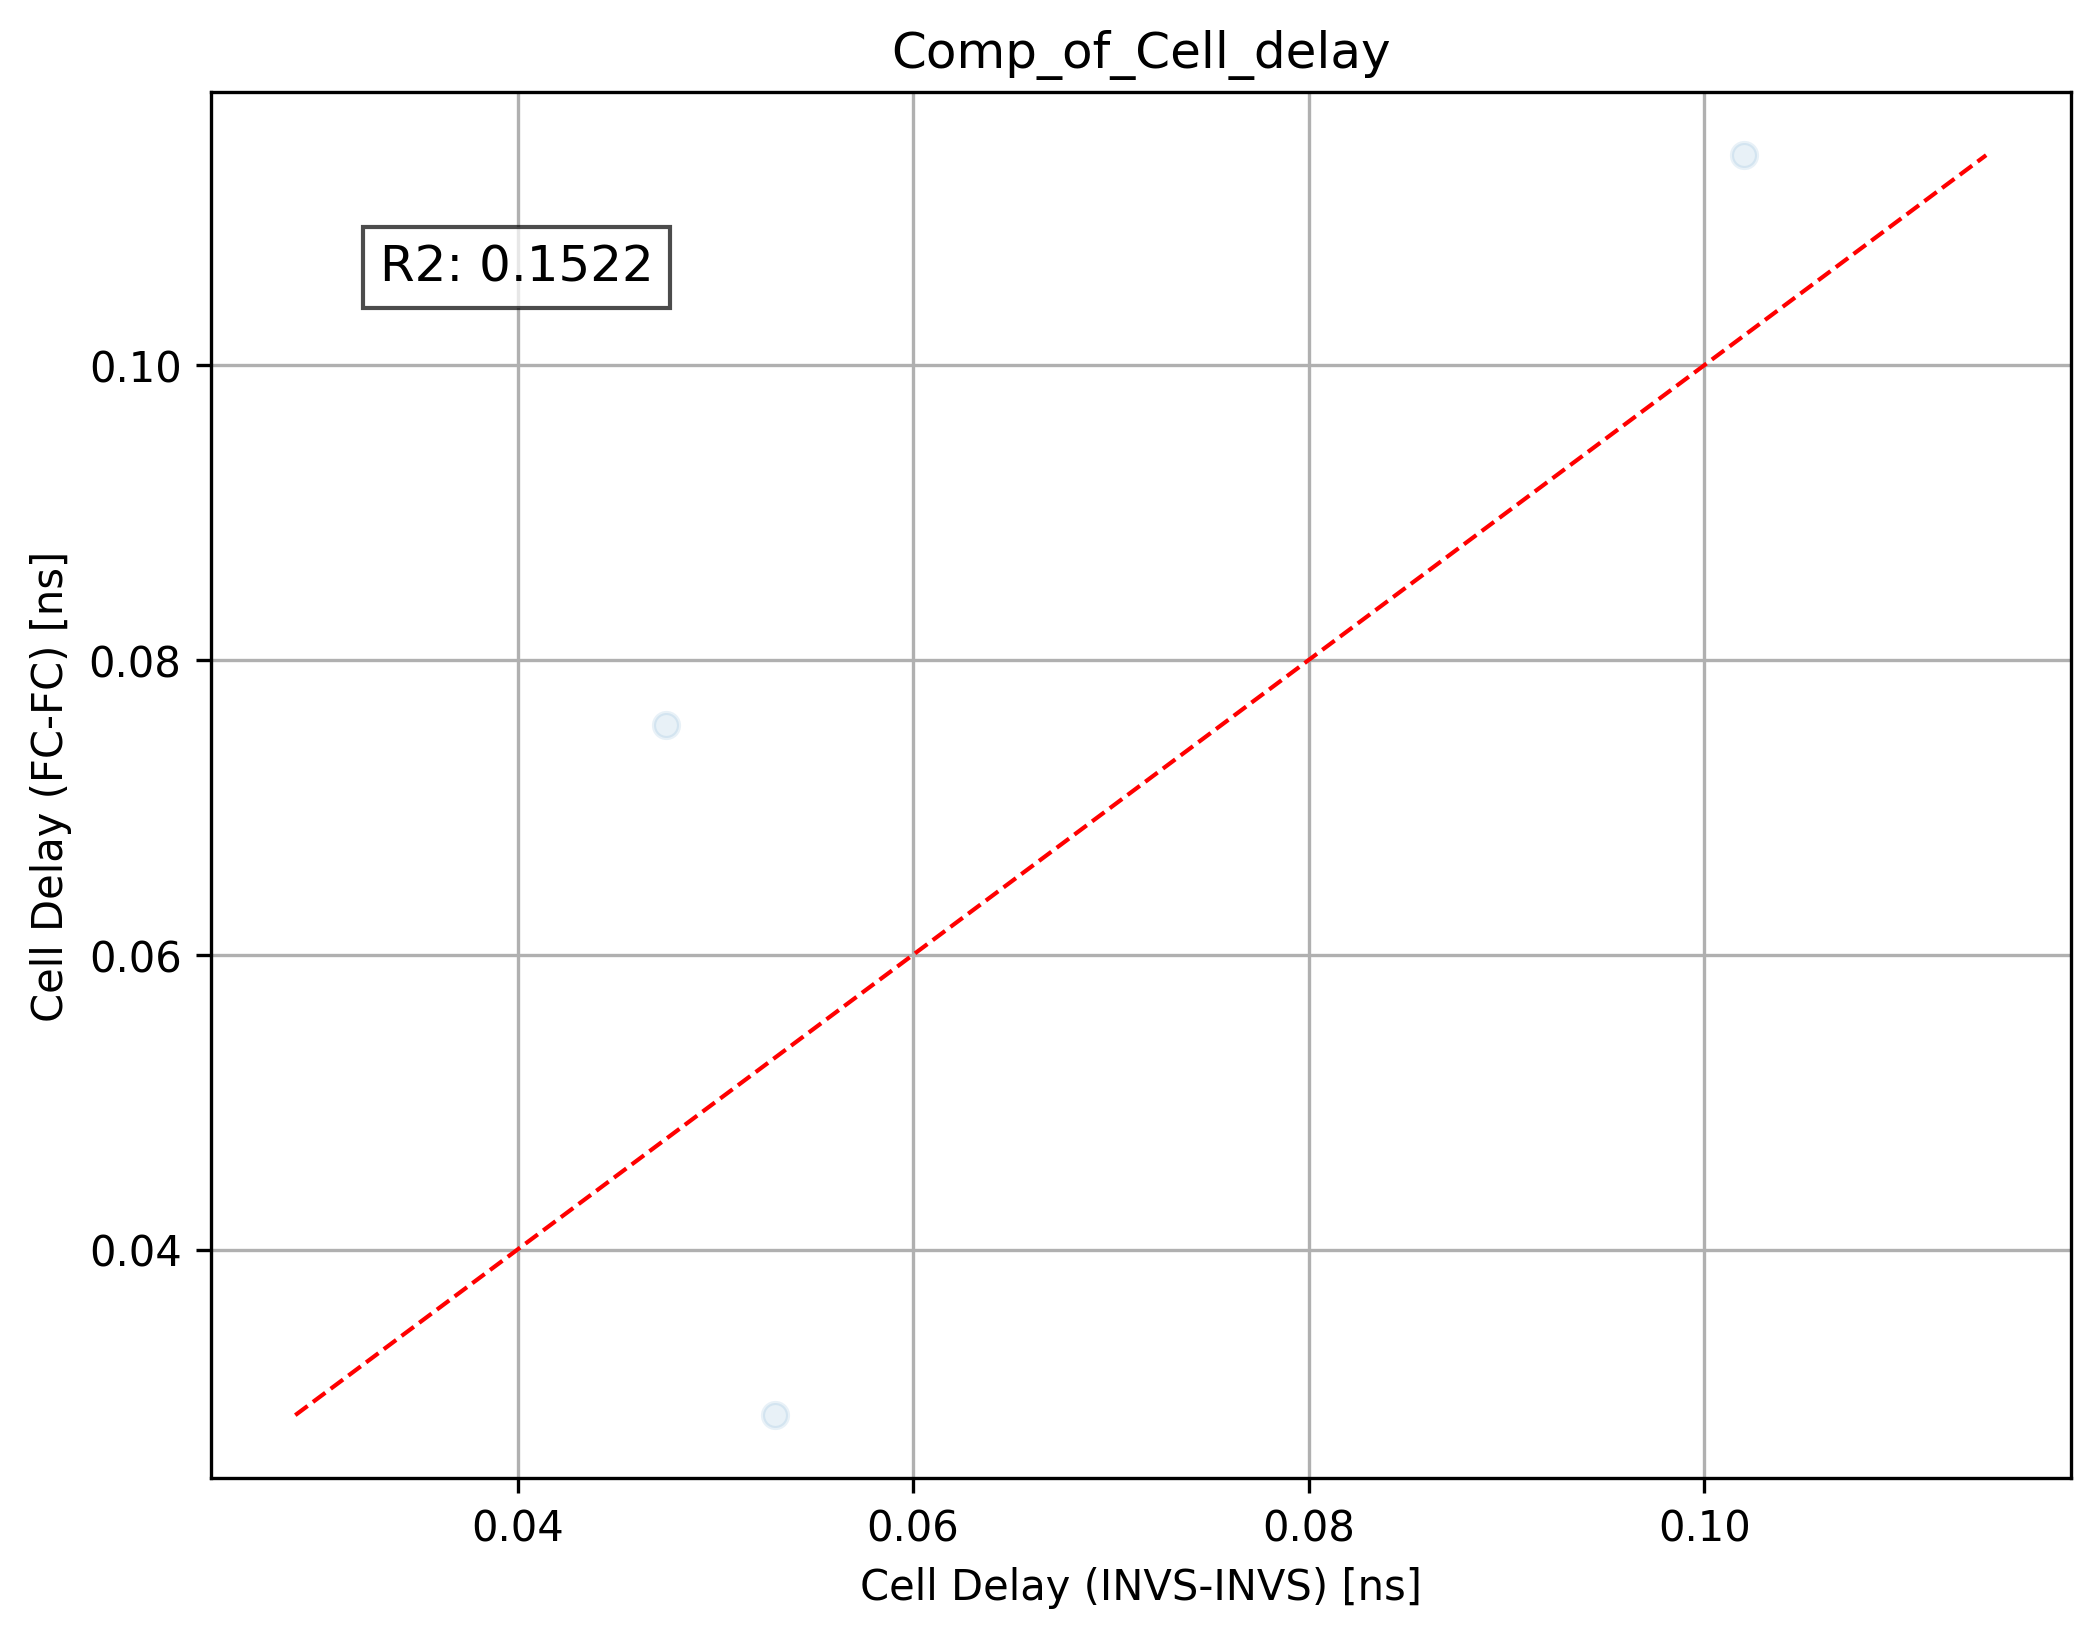 Comp_of_Cell_delay
R2: 0.1522
0.10
0.08
0.06
0.04
Cell Delay (FC-FC) [ns]
0.04
0.06
0.08
0.10
Cell Delay (INVS-INVS) [ns]